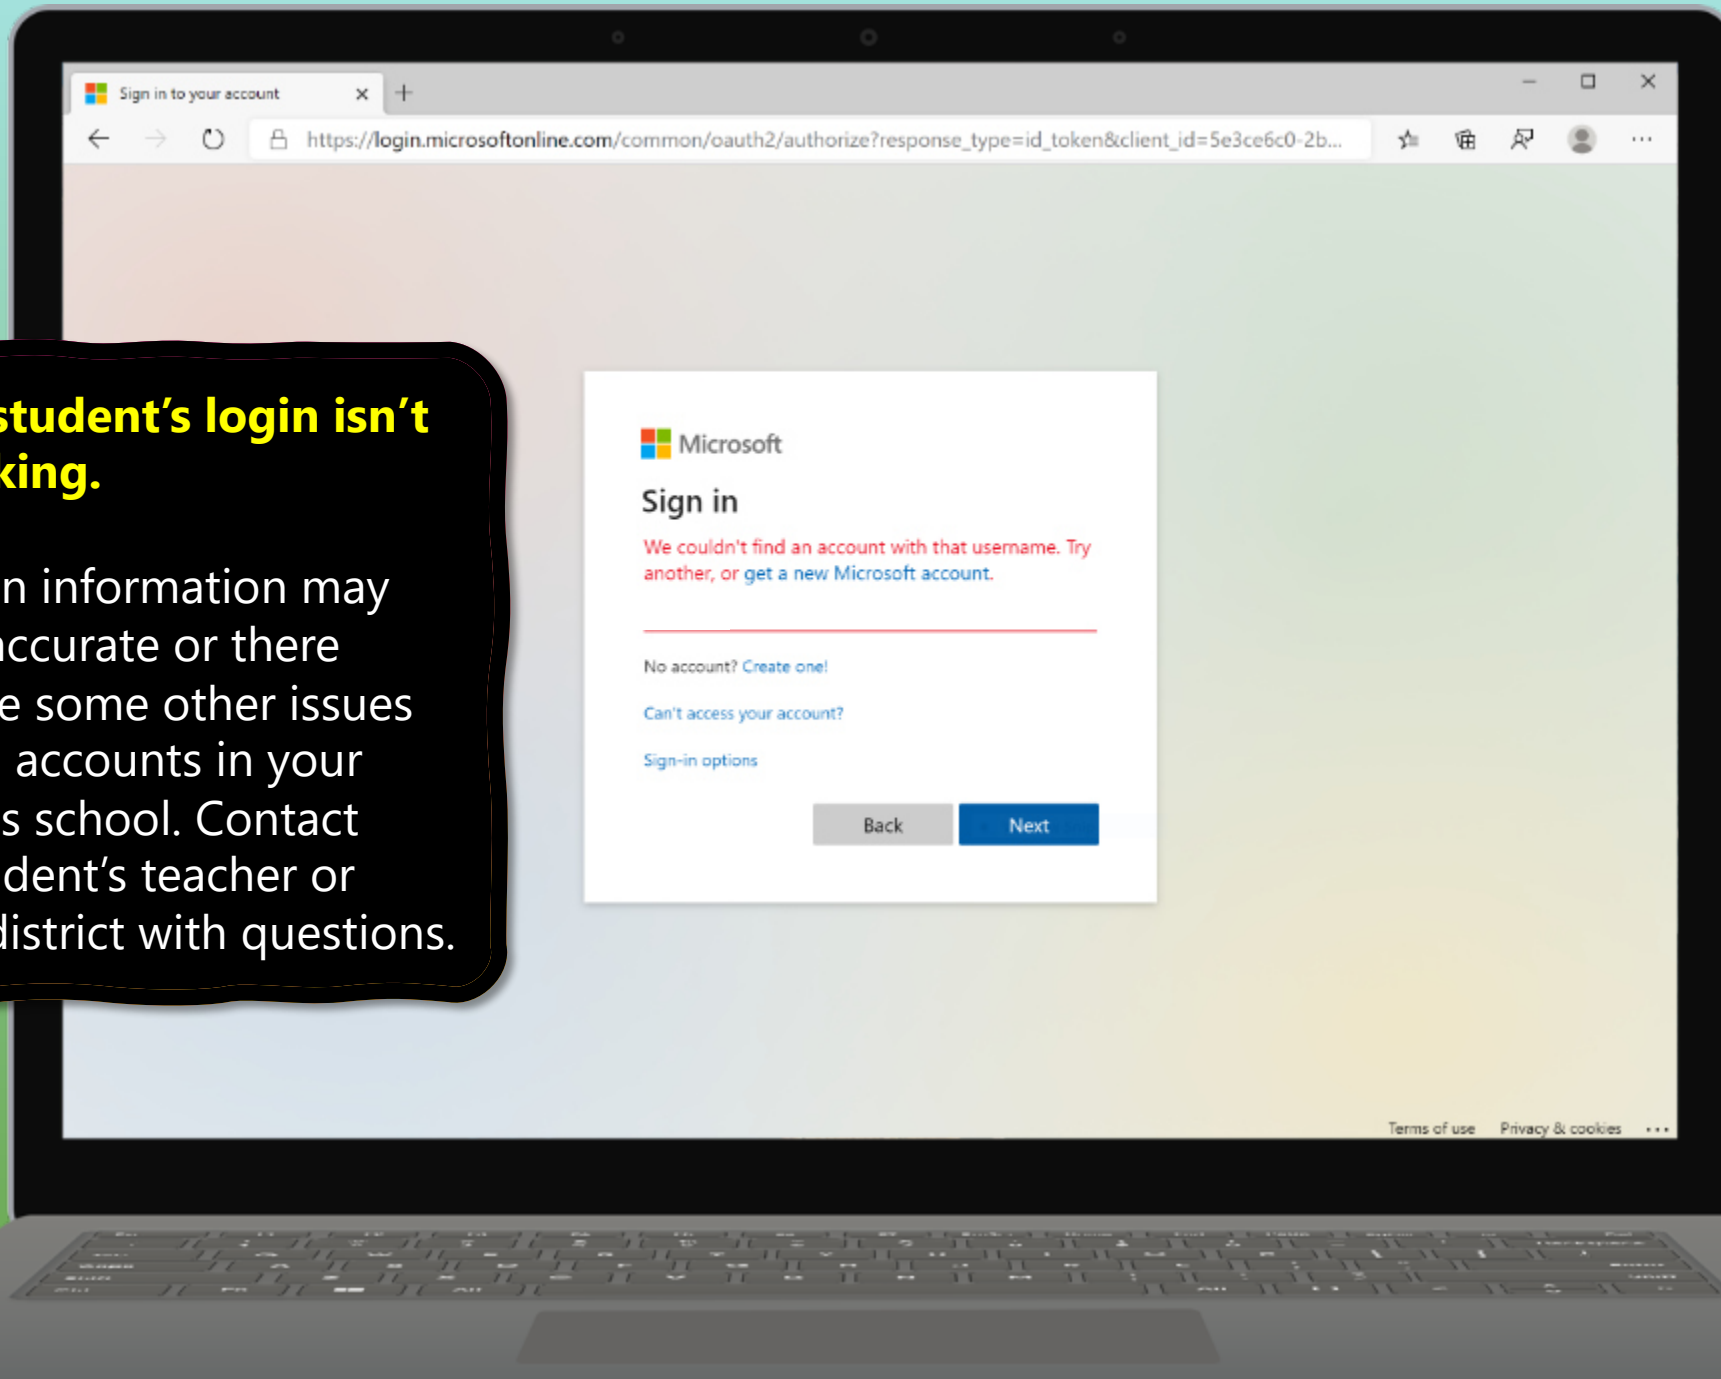 Sign in to your account
https://login.microsoftonline.com/common/oauth2/authorize?response_type=id_token&client_id=5e3ce6c0-2b...
student’s login isn’t
king.
n information may
accurate or there
e some other issues
accounts in your
s school. Contact
dent’s teacher or
district with questions.
Microsoft
Sign in
We couldn't find an account with that username. Try
another, or get a new Microsoft account.
No account? Create one!
Can't access your account?
Sign-in options
Back Next
Terms of use Privacy & cookies ...